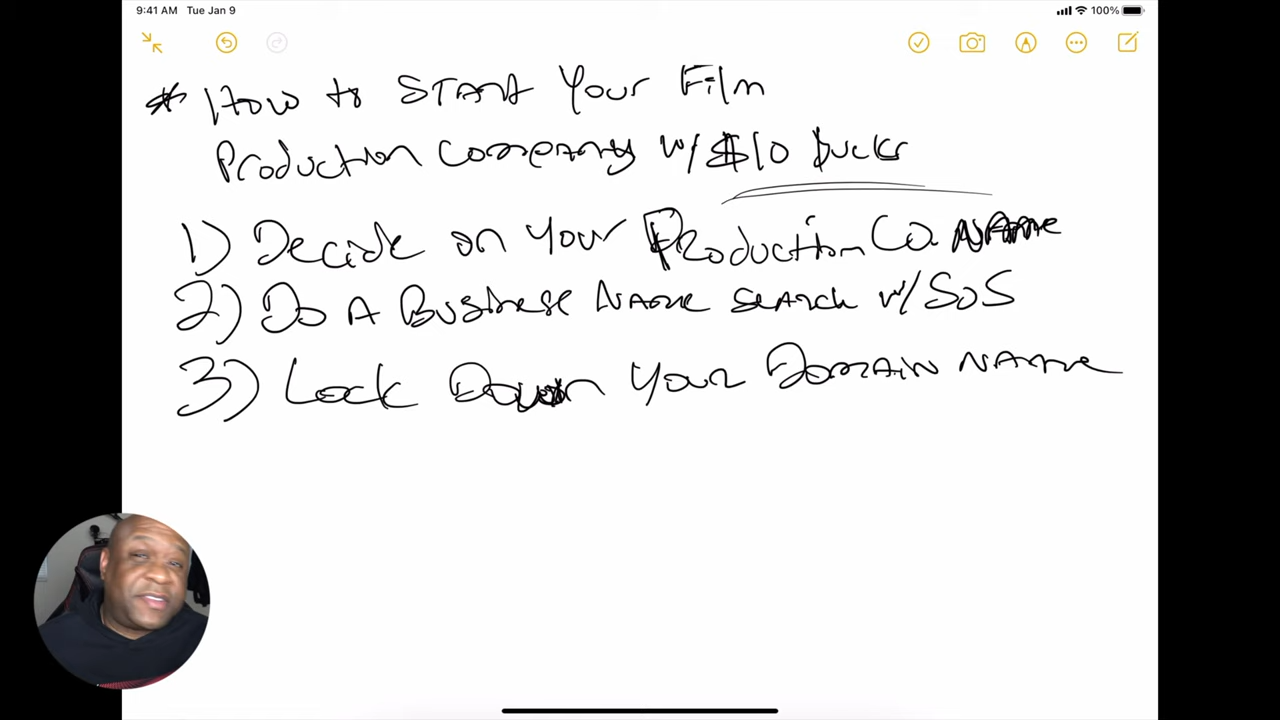 9:41 AM Tue Jan 9 100%
* How to START Your Film
Production Company w/ $10 bucks
1) Decide on your Production Co. NAME
2) Do A Business NAME SEARCH w/ SOS
3) Lock Down Your DOMAIN NAME